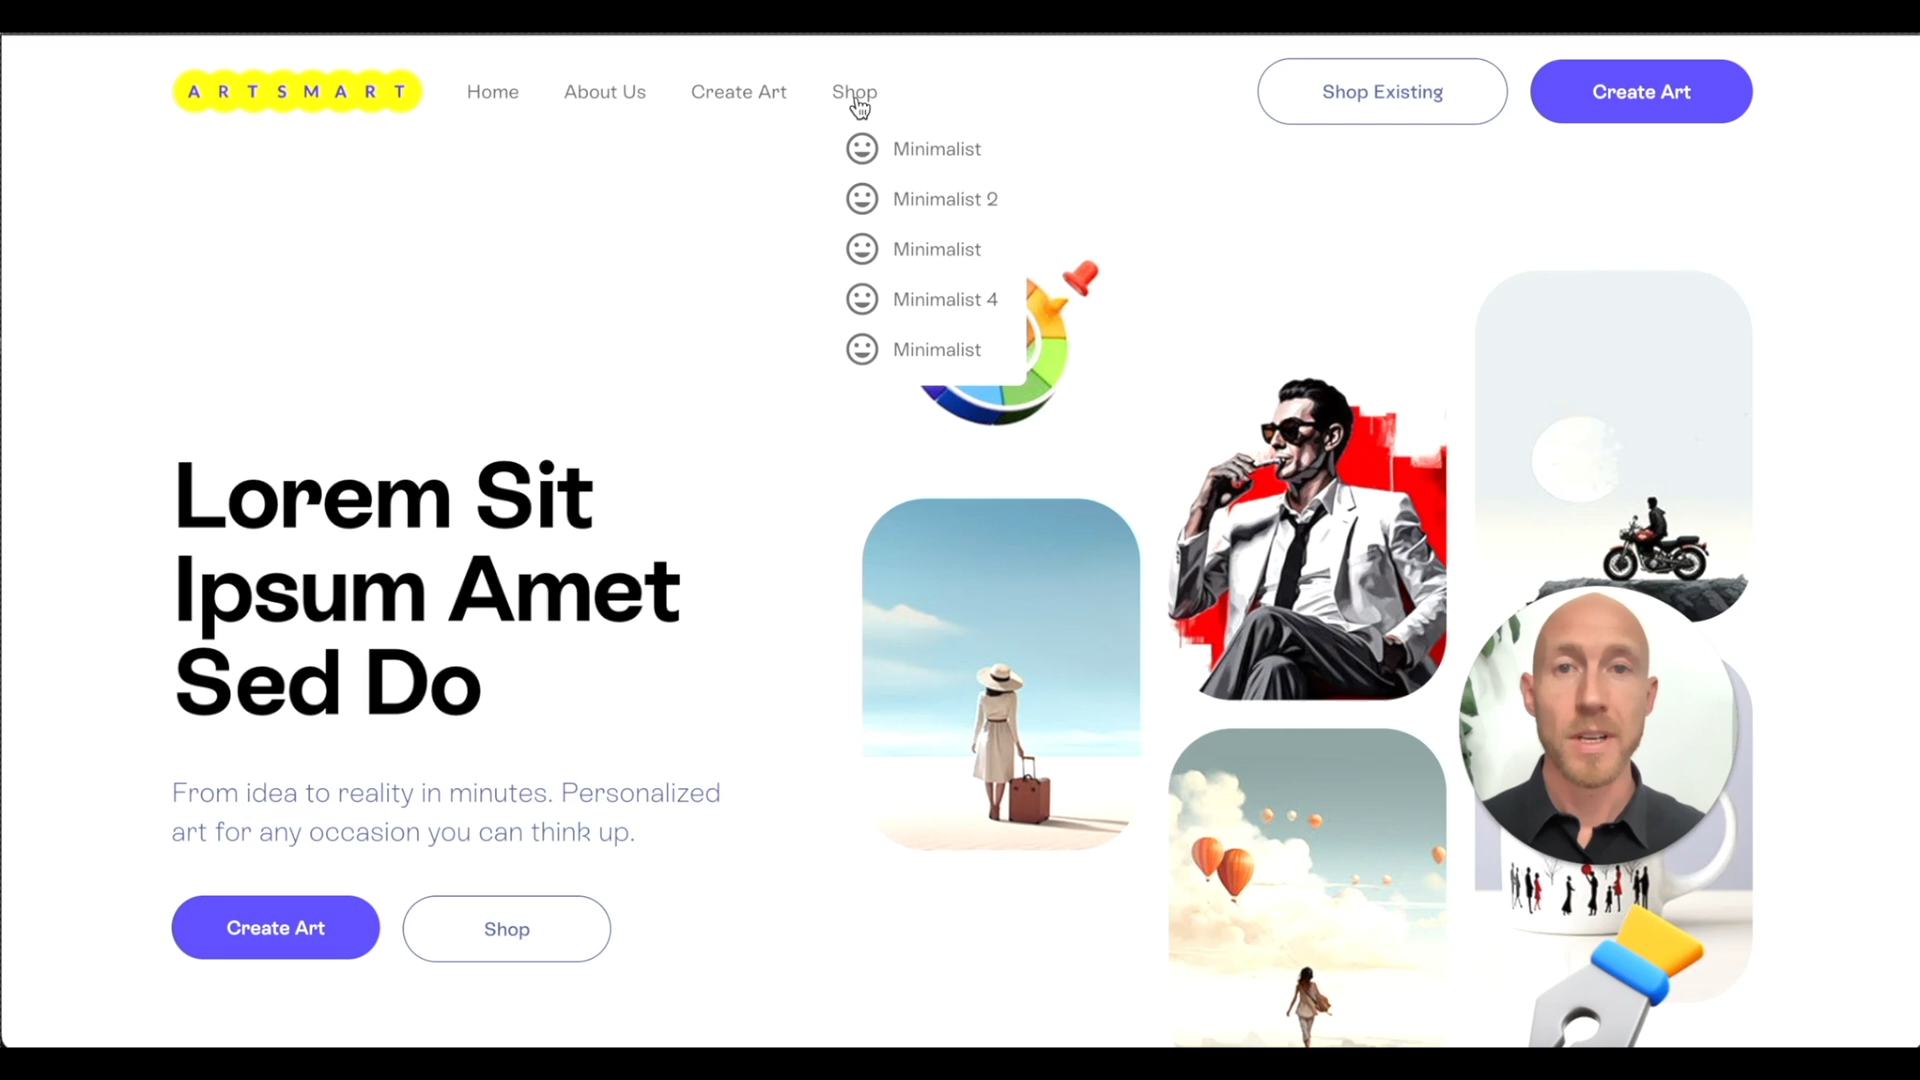 ARTSMART
Home
About Us
Create Art
Shop
Shop Existing
Create Art
Minimalist
Minimalist 2
Minimalist
Minimalist 4
Minimalist
Lorem Sit
Ipsum Amet
Sed Do
From idea to reality in minutes. Personalized
art for any occasion you can think up.
Create Art
Shop